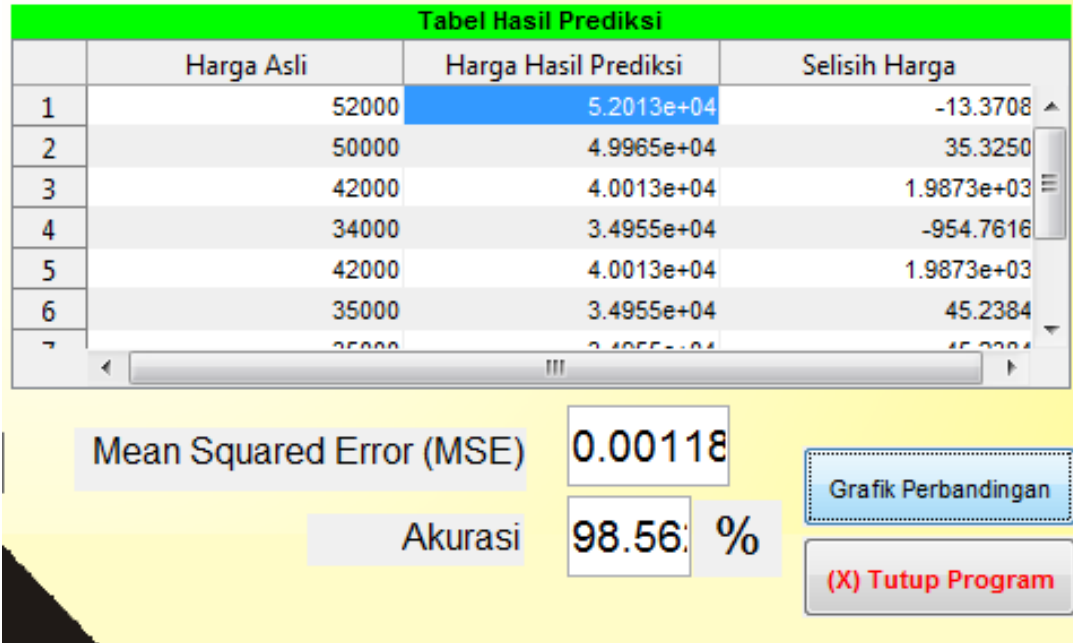 Tabel Hasil Prediksi
Harga Asli Harga Hasil Prediksi Selisih Harga
1 52000 5.2013e+04 -13.3708
2 50000 4.9965e+04 35.3250
3 42000 4.0013e+04 1.9873e+03
4 34000 3.4955e+04 -954.7616
5 42000 4.0013e+04 1.9873e+03
6 35000 3.4955e+04 45.2384
Mean Squared Error (MSE) 0.00118
Akurasi 98.56 %
Grafik Perbandingan
(X) Tutup Program